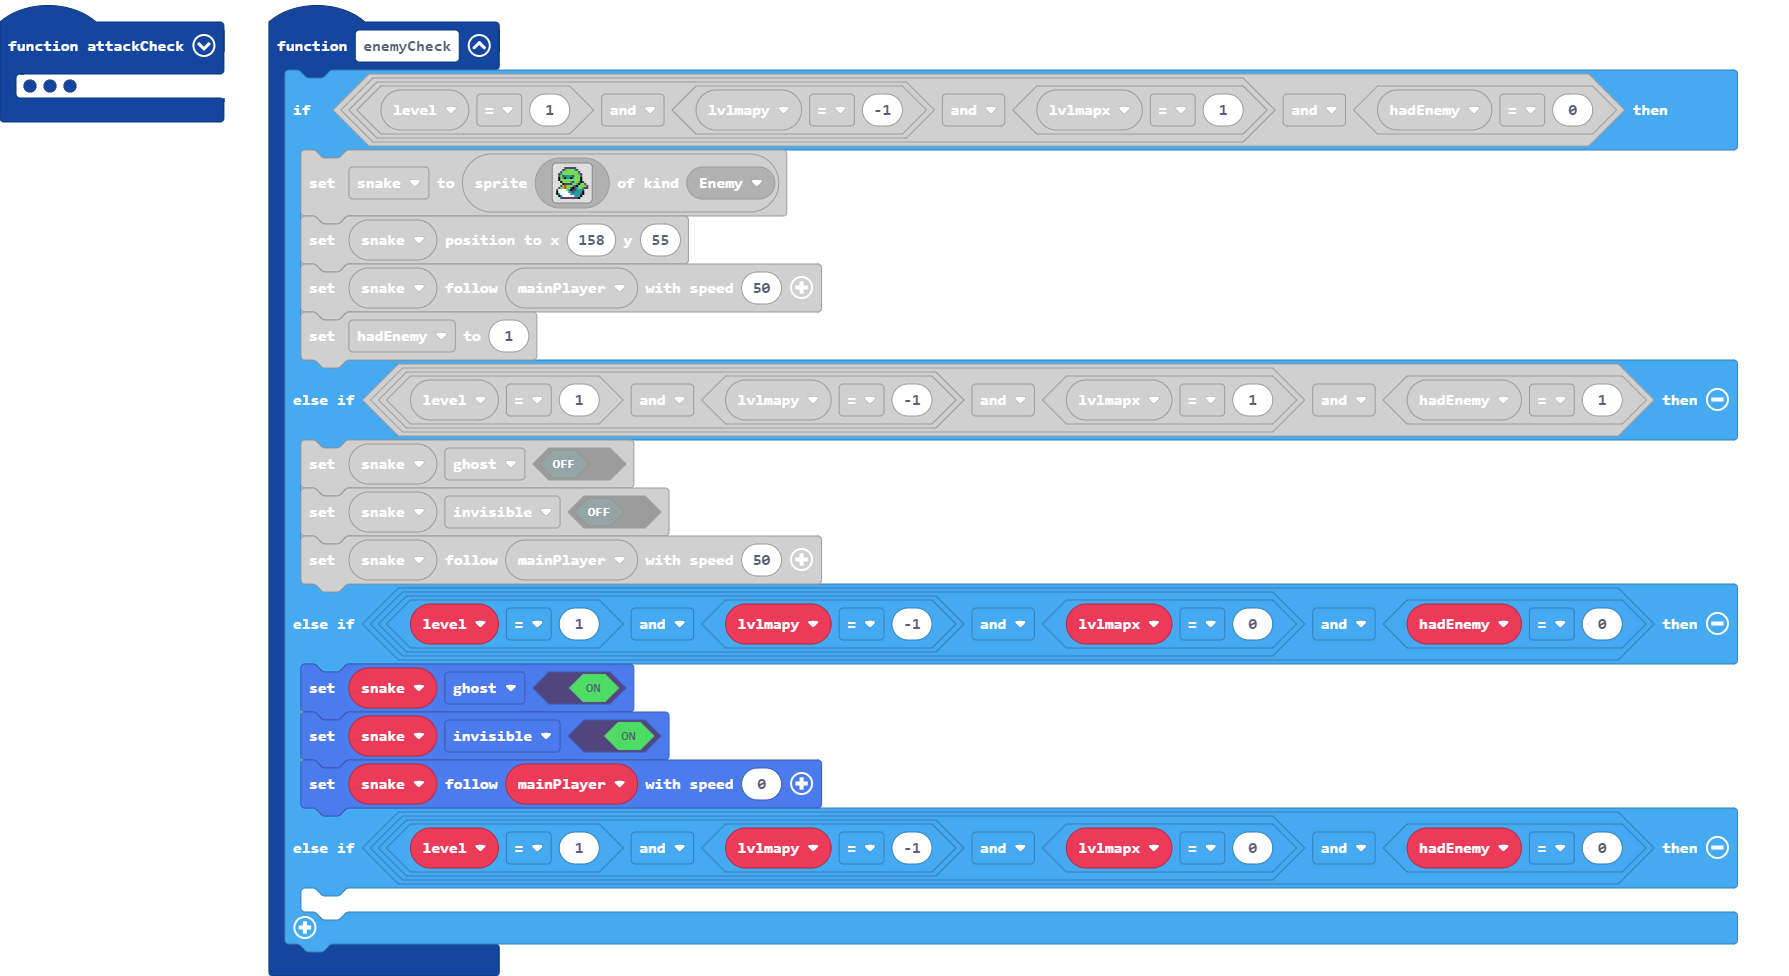 function attackCheck
function enemyCheck
if level = 1 and lvlmapy = -1 and lvlmapx = 1 and hadEnemy = 0 then
set snake to sprite of kind Enemy
set snake position to x 158 y 55
set snake follow mainPlayer with speed 50
set hadEnemy to 1
else if level = 1 and lvlmapy = -1 and lvlmapx = 1 and hadEnemy = 1 then
set snake ghost OFF
set snake invisible OFF
set snake follow mainPlayer with speed 50
else if level = 1 and lvlmapy = -1 and lvlmapx = 0 and hadEnemy = 0 then
set snake ghost ON
set snake invisible ON
set snake follow mainPlayer with speed 0
else if level = 1 and lvlmapy = -1 and lvlmapx = 0 and hadEnemy = 0 then